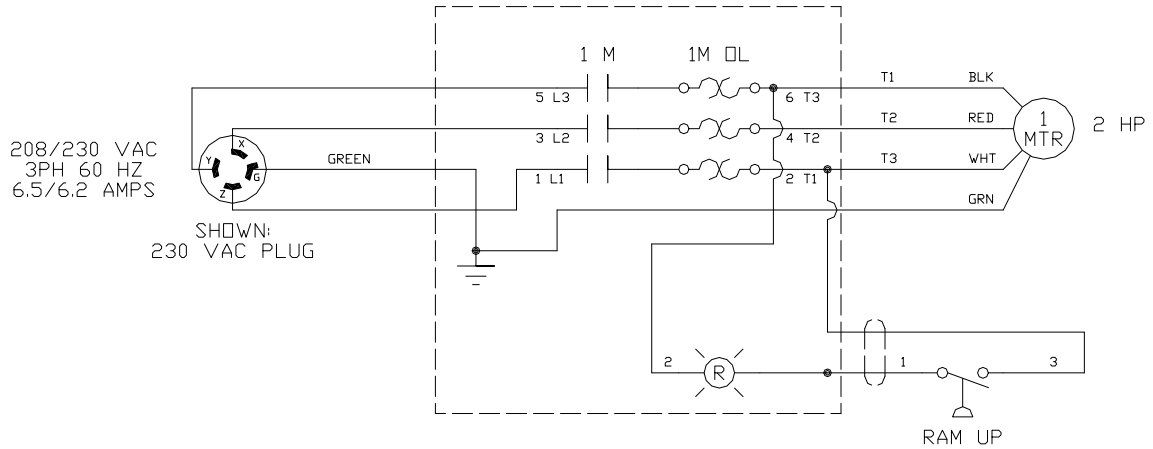 1 M
1M OL
5 L3
6 T3
T1
BLK
3 L2
4 T2
T2
RED
1
MTR
2 HP
208/230 VAC
3PH 60 HZ
6.5/6.2 AMPS
X
Y
G
Z
GREEN
1 L1
2 T1
T3
WHT
GRN
SHOWN:
230 VAC PLUG
2
R
1
3
RAM UP